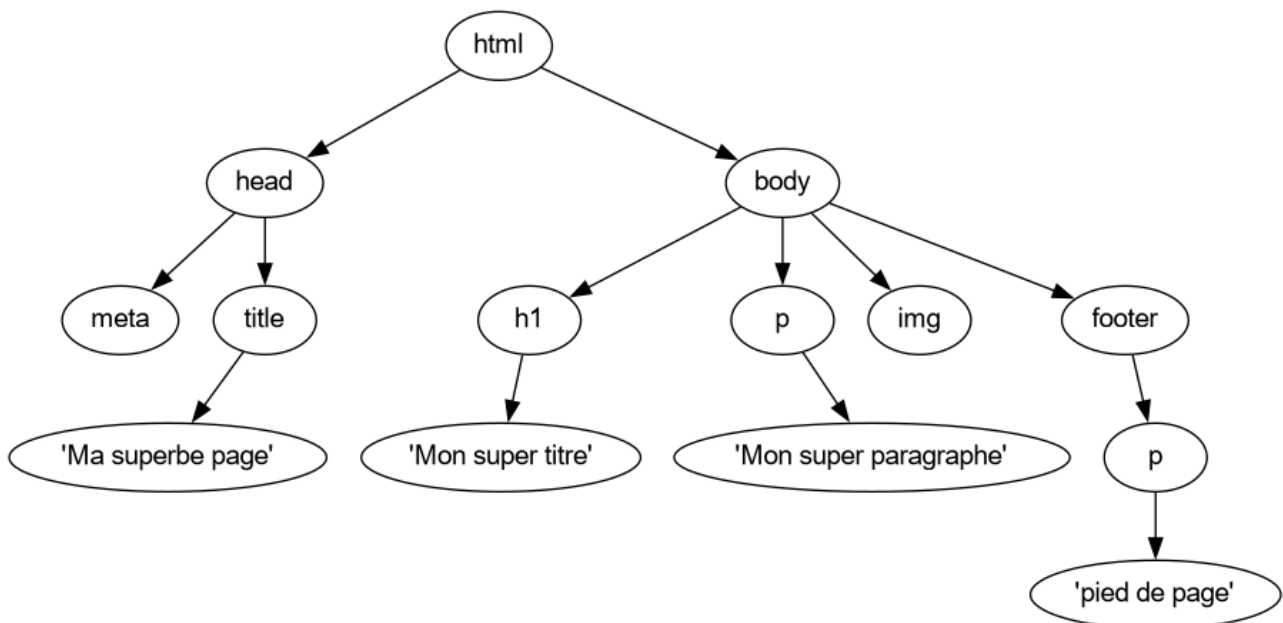 html
head
body
meta
title
h1
p
img
footer
'Ma superbe page'
'Mon super titre'
'Mon super paragraphe'
p
'pied de page'